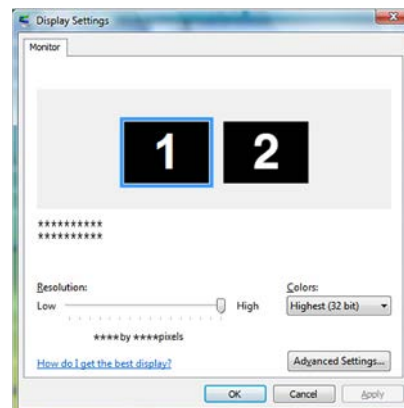 Display Settings
Monitor
1 2
**********
**********
Resolution: Colors:
Low High Highest (32 bit)
**** by **** pixels
How do I get the best display? Advanced Settings...
OK Cancel Apply